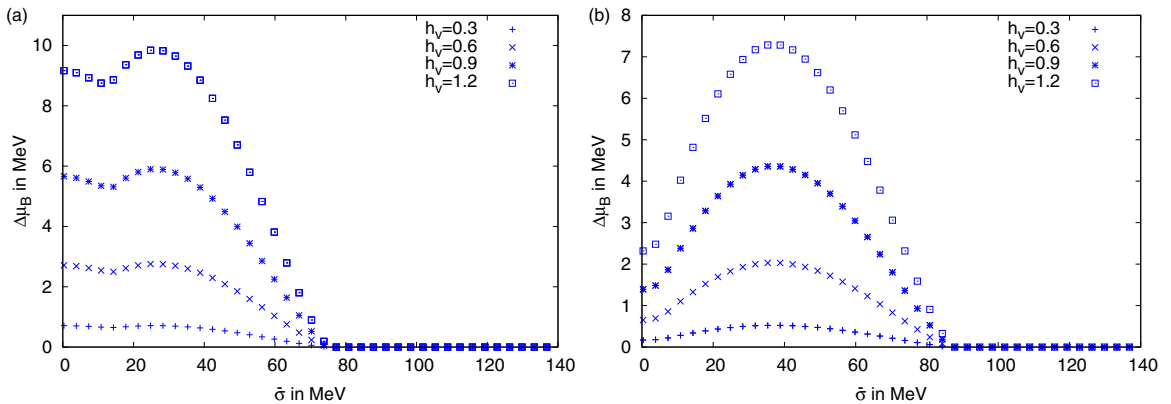 (a)
h_v=0.3
h_v=0.6
h_v=0.9
h_v=1.2
10
8
6
4
2
0
Δμ_B in MeV
0 20 40 60 80 100 120 140
σ̄ in MeV
(b)
h_v=0.3
h_v=0.6
h_v=0.9
h_v=1.2
8
7
6
5
4
3
2
1
0
Δμ_B in MeV
0 20 40 60 80 100 120 140
σ̄ in MeV